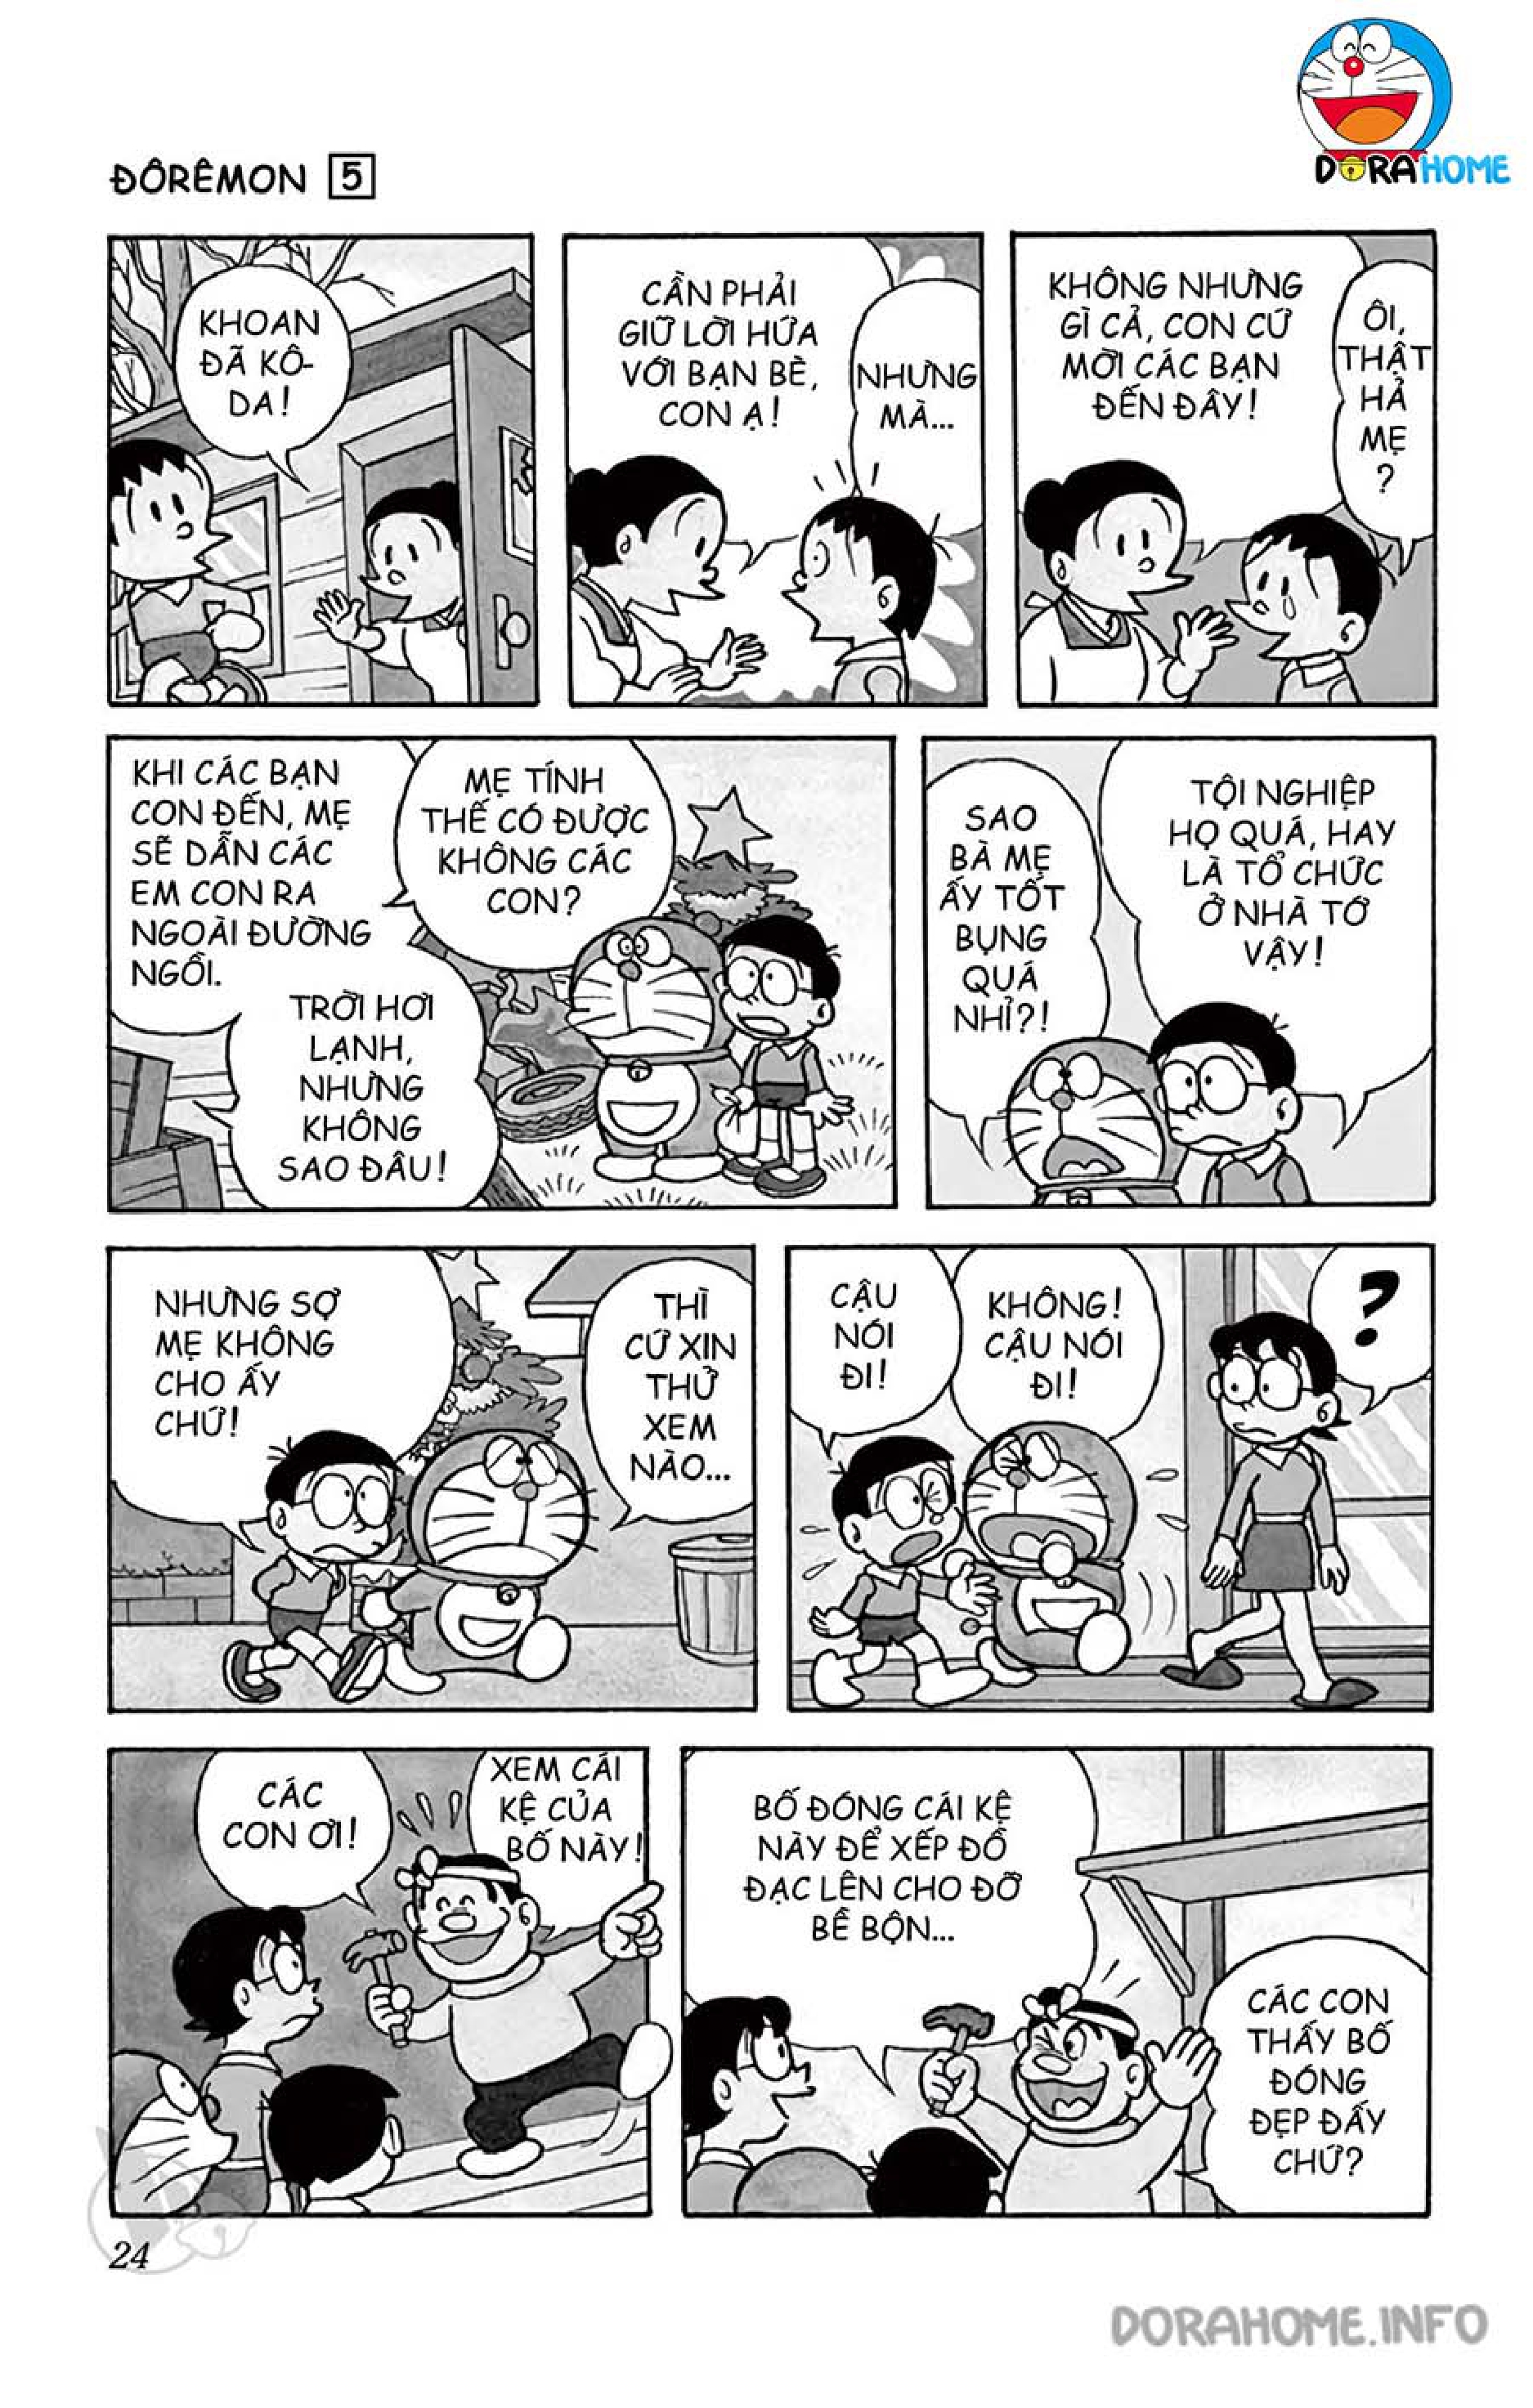 DORAHOME
ĐÔRÊMON 5
KHOAN
ĐÃ KÔ-
DA!
CẦN PHẢI
GIỮ LỜI HỨA
VỚI BẠN BÈ,
CON Ạ!
NHƯNG
MÀ...
KHÔNG NHƯNG
GÌ CẢ, CON CỨ
MỜI CÁC BẠN
ĐẾN ĐÂY!
ÔI,
THẬT
HẢ
MẸ
?
KHI CÁC BẠN
CON ĐẾN, MẸ
SẼ DẪN CÁC
EM CON RA
NGOÀI ĐƯỜNG
NGỒI.
TRỜI HƠI
LẠNH,
NHƯNG
KHÔNG
SAO ĐÂU!
MẸ TÍNH
THẾ CÓ ĐƯỢC
KHÔNG CÁC
CON?
SAO
BÀ MẸ
ẤY TỐT
BỤNG
QUÁ
NHỈ?!
TỘI NGHIỆP
HỌ QUÁ, HAY
LÀ TỔ CHỨC
Ở NHÀ TỚ
VẬY!
NHƯNG SỢ
MẸ KHÔNG
CHO ẤY
CHỨ!
THÌ
CỨ XIN
THỬ
XEM
NÀO...
CẬU
NÓI
ĐI!
KHÔNG!
CẬU NÓI
ĐI!
?
CÁC
CON ƠI!
XEM CÁI
KỆ CỦA
BỐ NÀY!
BỐ ĐÓNG CÁI KỆ
NÀY ĐỂ XẾP ĐỒ
ĐẠC LÊN CHO ĐỠ
BỀ BỘN...
CÁC CON
THẤY BỐ
ĐÓNG
ĐẸP ĐẤY
CHỨ?
24
DORAHOME.INFO